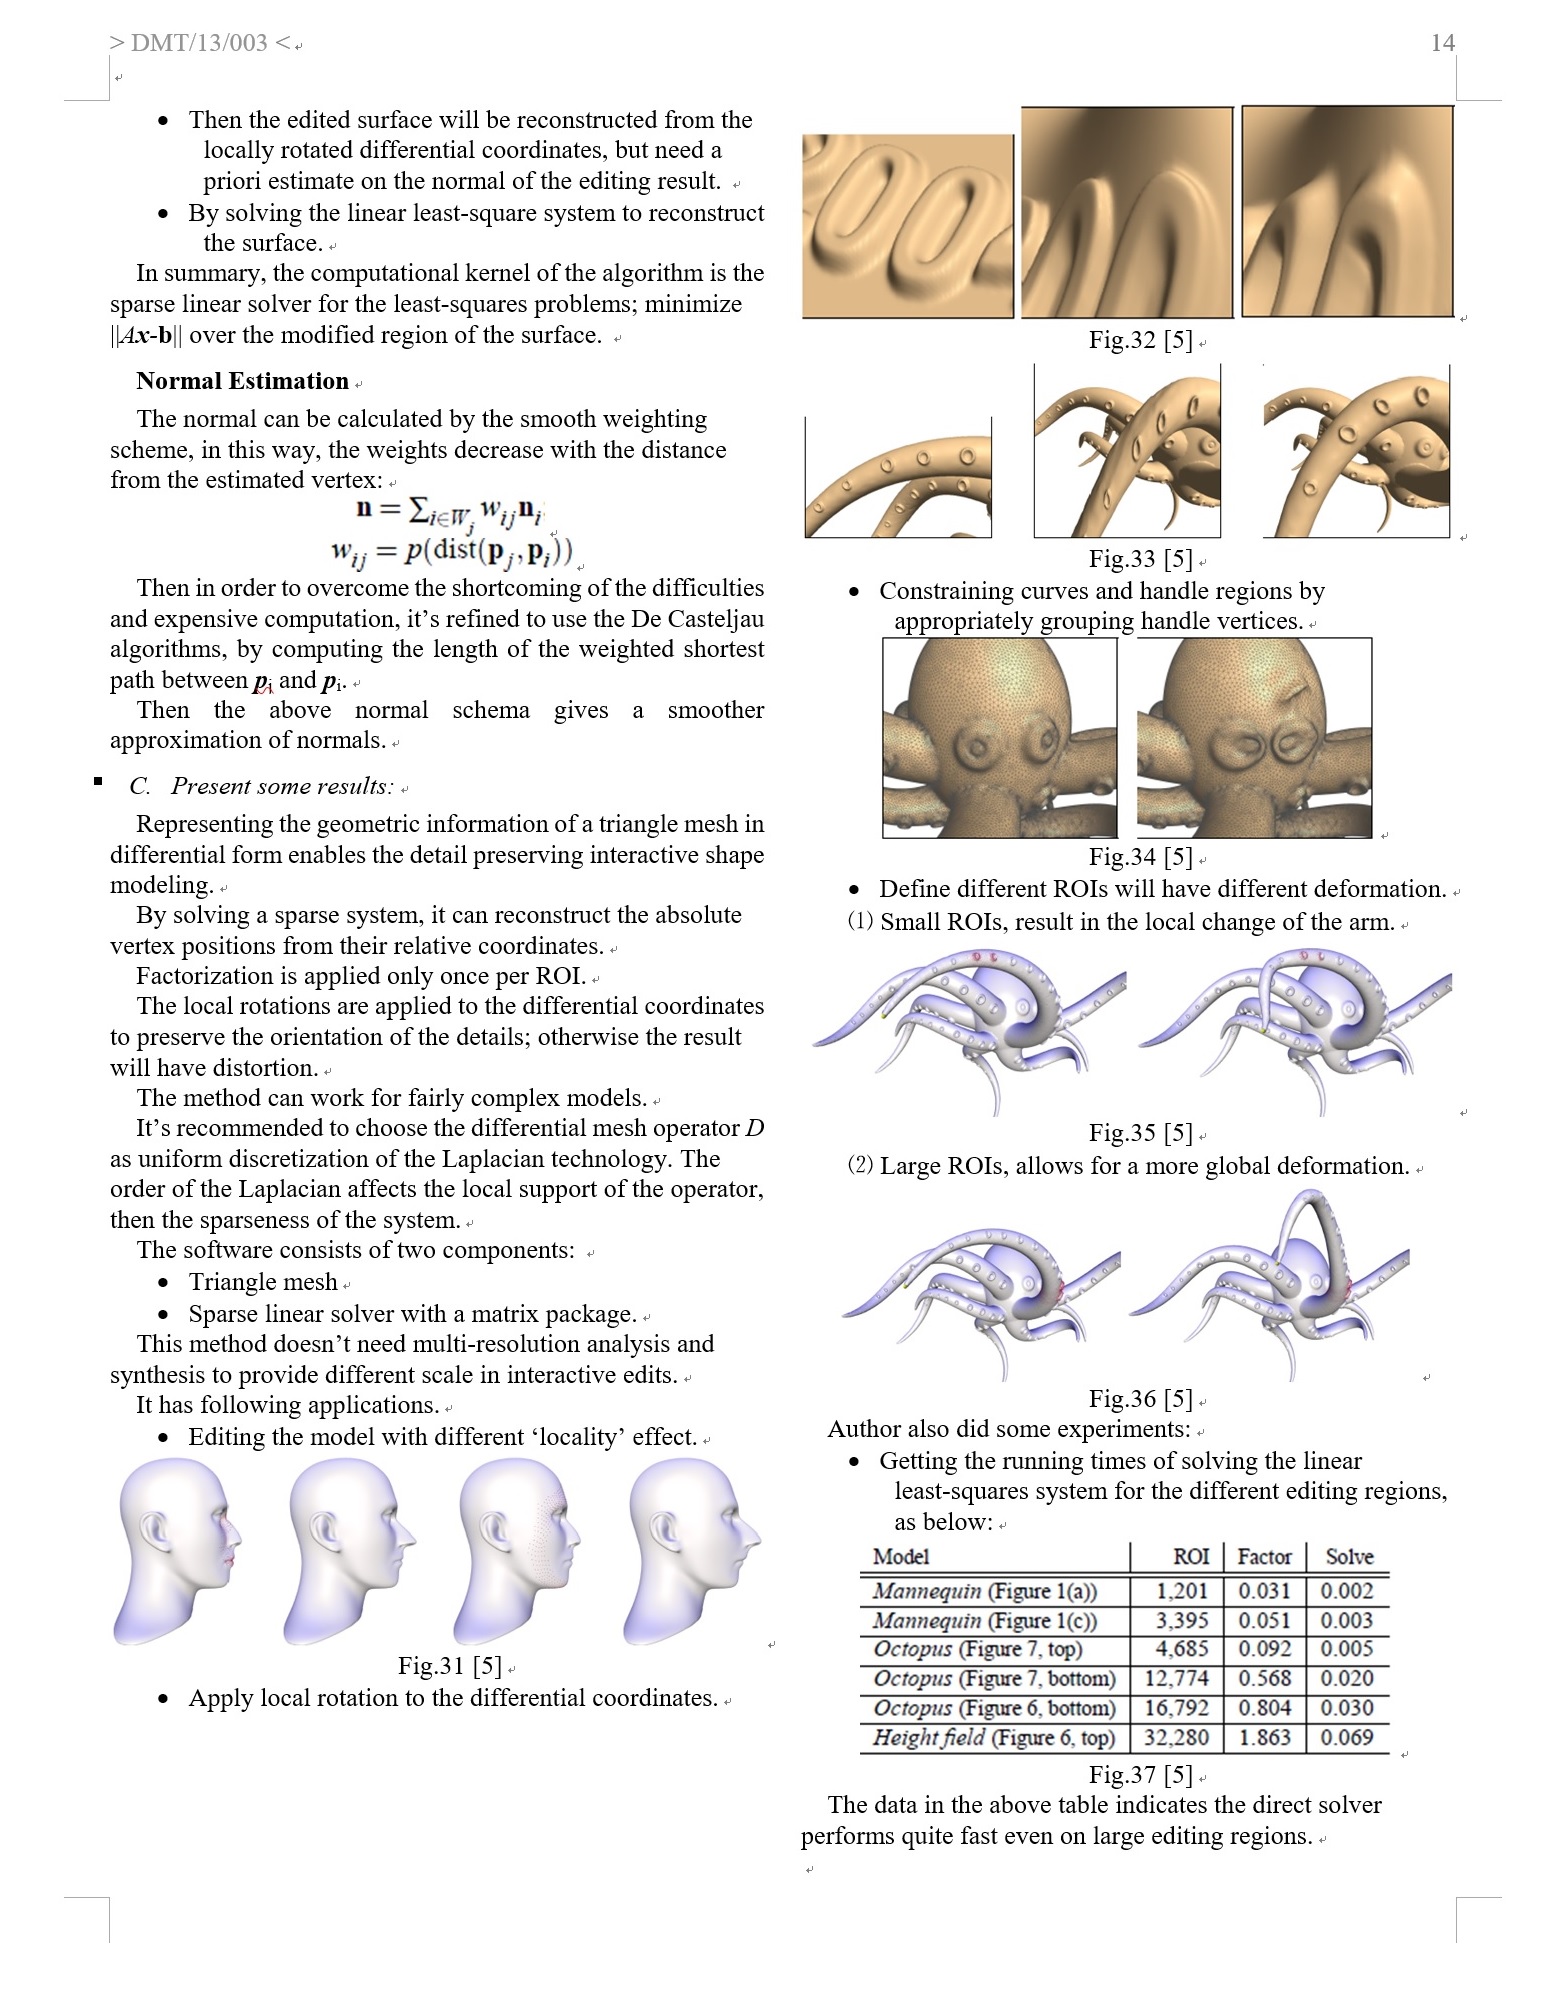 > DMT/13/003 <
14
• Then the edited surface will be reconstructed from the
locally rotated differential coordinates, but need a
priori estimate on the normal of the editing result.
• By solving the linear least-square system to reconstruct
the surface.
In summary, the computational kernel of the algorithm is the
sparse linear solver for the least-squares problems; minimize
||Ax-b|| over the modified region of the surface.
Normal Estimation
The normal can be calculated by the smooth weighting
scheme, in this way, the weights decrease with the distance
from the estimated vertex:
n = ∑i∈Wj wij ni
wij = p(dist(pj, pi))
Then in order to overcome the shortcoming of the difficulties
and expensive computation, it's refined to use the De Casteljau
algorithms, by computing the length of the weighted shortest
path between pj and pi.
Then the above normal schema gives a smoother
approximation of normals.
C. Present some results:
Representing the geometric information of a triangle mesh in
differential form enables the detail preserving interactive shape
modeling.
By solving a sparse system, it can reconstruct the absolute
vertex positions from their relative coordinates.
Factorization is applied only once per ROI.
The local rotations are applied to the differential coordinates
to preserve the orientation of the details; otherwise the result
will have distortion.
The method can work for fairly complex models.
It's recommended to choose the differential mesh operator D
as uniform discretization of the Laplacian technology. The
order of the Laplacian affects the local support of the operator,
then the sparseness of the system.
The software consists of two components:
• Triangle mesh
• Sparse linear solver with a matrix package.
This method doesn't need multi-resolution analysis and
synthesis to provide different scale in interactive edits.
It has following applications.
• Editing the model with different 'locality' effect.
Fig.31 [5]
• Apply local rotation to the differential coordinates.
Fig.32 [5]
Fig.33 [5]
• Constraining curves and handle regions by
appropriately grouping handle vertices.
Fig.34 [5]
• Define different ROIs will have different deformation.
(1) Small ROIs, result in the local change of the arm.
Fig.35 [5]
(2) Large ROIs, allows for a more global deformation.
Fig.36 [5]
Author also did some experiments:
• Getting the running times of solving the linear
least-squares system for the different editing regions,
as below:
Model ROI Factor Solve
Mannequin (Figure 1(a)) 1,201 0.031 0.002
Mannequin (Figure 1(c)) 3,395 0.051 0.003
Octopus (Figure 7, top) 4,685 0.092 0.005
Octopus (Figure 7, bottom) 12,774 0.568 0.020
Octopus (Figure 6, bottom) 16,792 0.804 0.030
Height field (Figure 6, top) 32,280 1.863 0.069
Fig.37 [5]
The data in the above table indicates the direct solver
performs quite fast even on large editing regions.